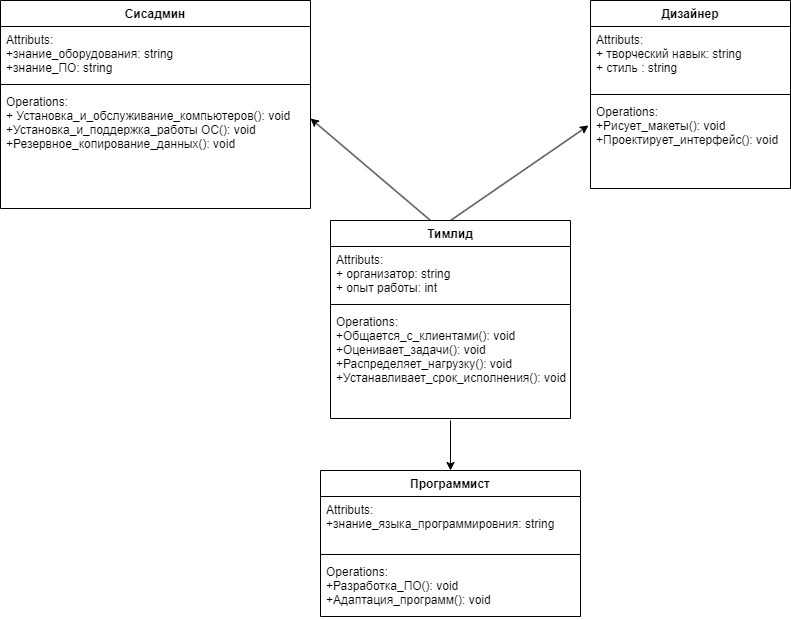 Сисадмин
Attributs:
+знание_оборудования: string
+знание_ПО: string
Operations:
+ Установка_и_обслуживание_компьютеров(): void
+Установка_и_поддержка_работы ОС(): void
+Резервное_копирование_данных(): void
Дизайнер
Attributs:
+ творческий навык: string
+ стиль : string
Operations:
+Рисует_макеты(): void
+Проектирует_интерфейс(): void
Тимлид
Attributs:
+ организатор: string
+ опыт работы: int
Operations:
+Общается_с_клиентами(): void
+Оценивает_задачи(): void
+Распределяет_нагрузку(): void
+Устанавливает_срок_исполнения(): void
Программист
Attributs:
+знание_языка_программировния: string
Operations:
+Разработка_ПО(): void
+Адаптация_программ(): void